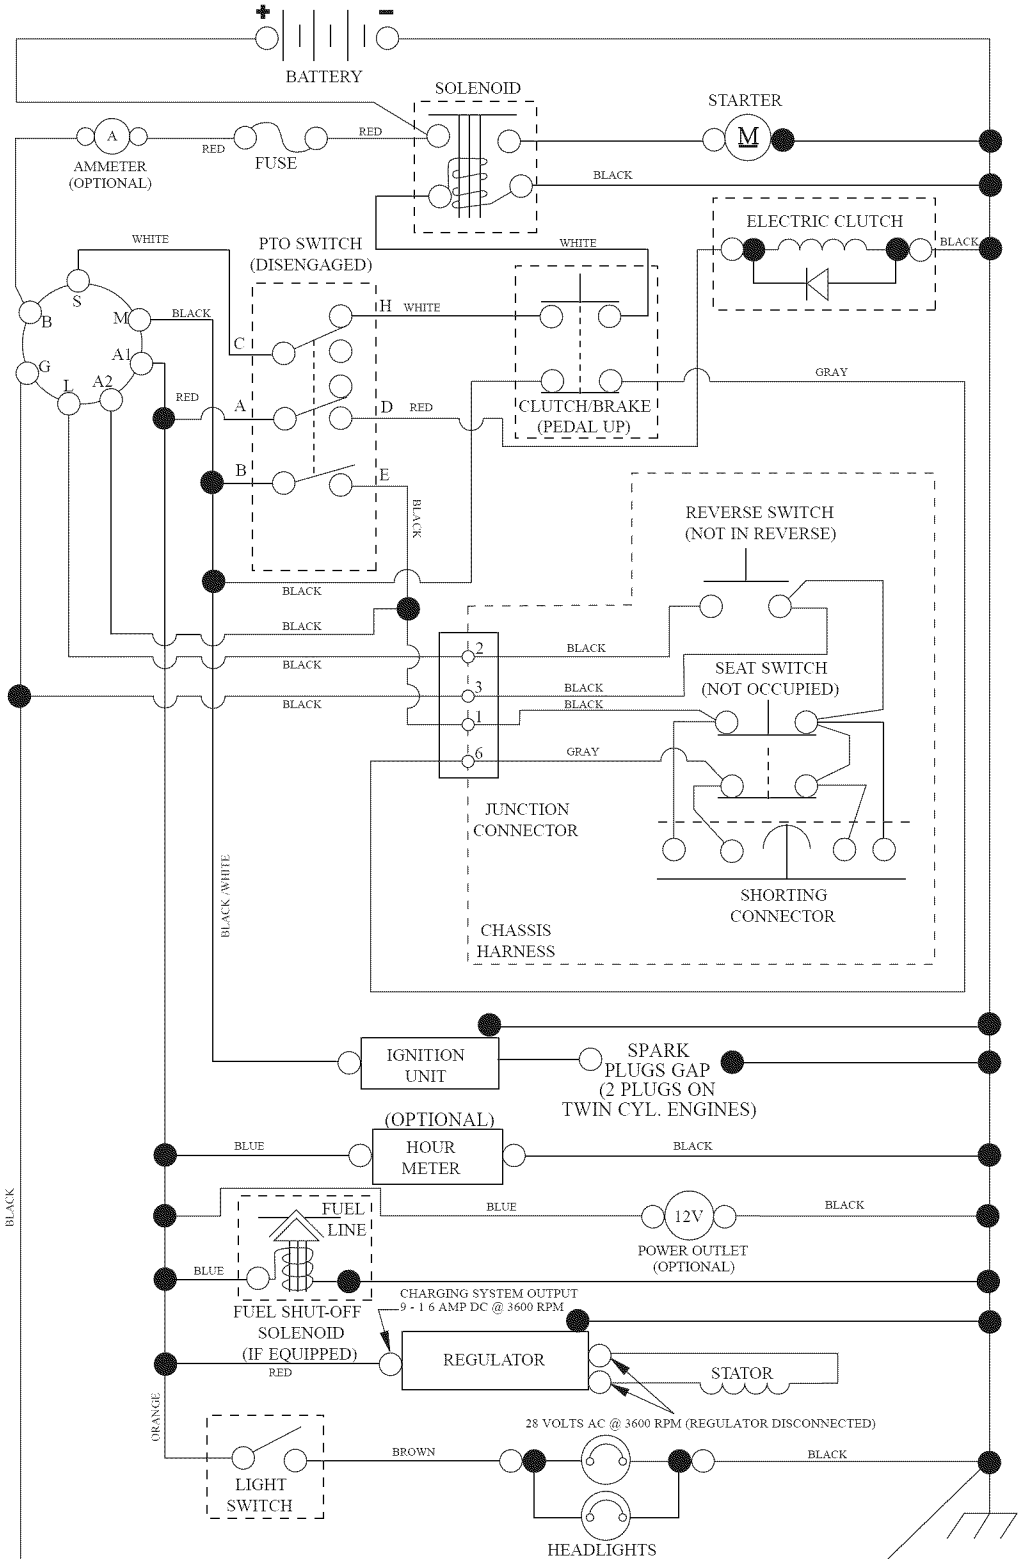 + −
BATTERY
SOLENOID
STARTER
A
M
RED
RED
AMMETER
(OPTIONAL)
FUSE
BLACK
ELECTRIC CLUTCH
BLACK
WHITE
PTO SWITCH
(DISENGAGED)
WHITE
S
B
M
BLACK
H
WHITE
G
A1
C
L
A2
RED
A
D
RED
GRAY
CLUTCH/BRAKE
(PEDAL UP)
B
E
BLACK
REVERSE SWITCH
(NOT IN REVERSE)
BLACK
BLACK
BLACK
2
BLACK
SEAT SWITCH
(NOT OCCUPIED)
BLACK
3
BLACK
BLACK
1
6
GRAY
JUNCTION
CONNECTOR
BLACK /WHITE
SHORTING
CONNECTOR
CHASSIS
HARNESS
IGNITION
UNIT
SPARK
PLUGS GAP
(2 PLUGS ON
TWIN CYL. ENGINES)
(OPTIONAL)
HOUR
METER
BLUE
BLACK
BLACK
BLUE
12V
BLACK
POWER OUTLET
(OPTIONAL)
FUEL
LINE
BLUE
FUEL SHUT-OFF
SOLENOID
(IF EQUIPPED)
CHARGING SYSTEM OUTPUT
9 - 1 6 AMP DC @ 3600 RPM
REGULATOR
RED
STATOR
28 VOLTS AC @ 3600 RPM (REGULATOR DISCONNECTED)
ORANGE
BROWN
BLACK
LIGHT
SWITCH
HEADLIGHTS